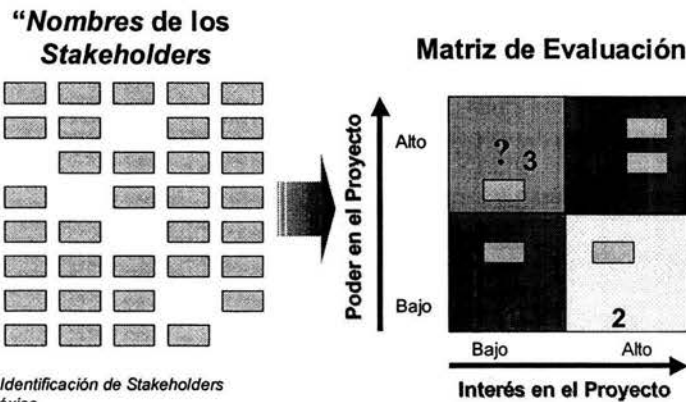 “Nombres de los
Stakeholders
Matriz de Evaluación
Poder en el Proyecto
Alto
? 3
Bajo
2
Bajo Alto
Interés en el Proyecto
Identificación de Stakeholders